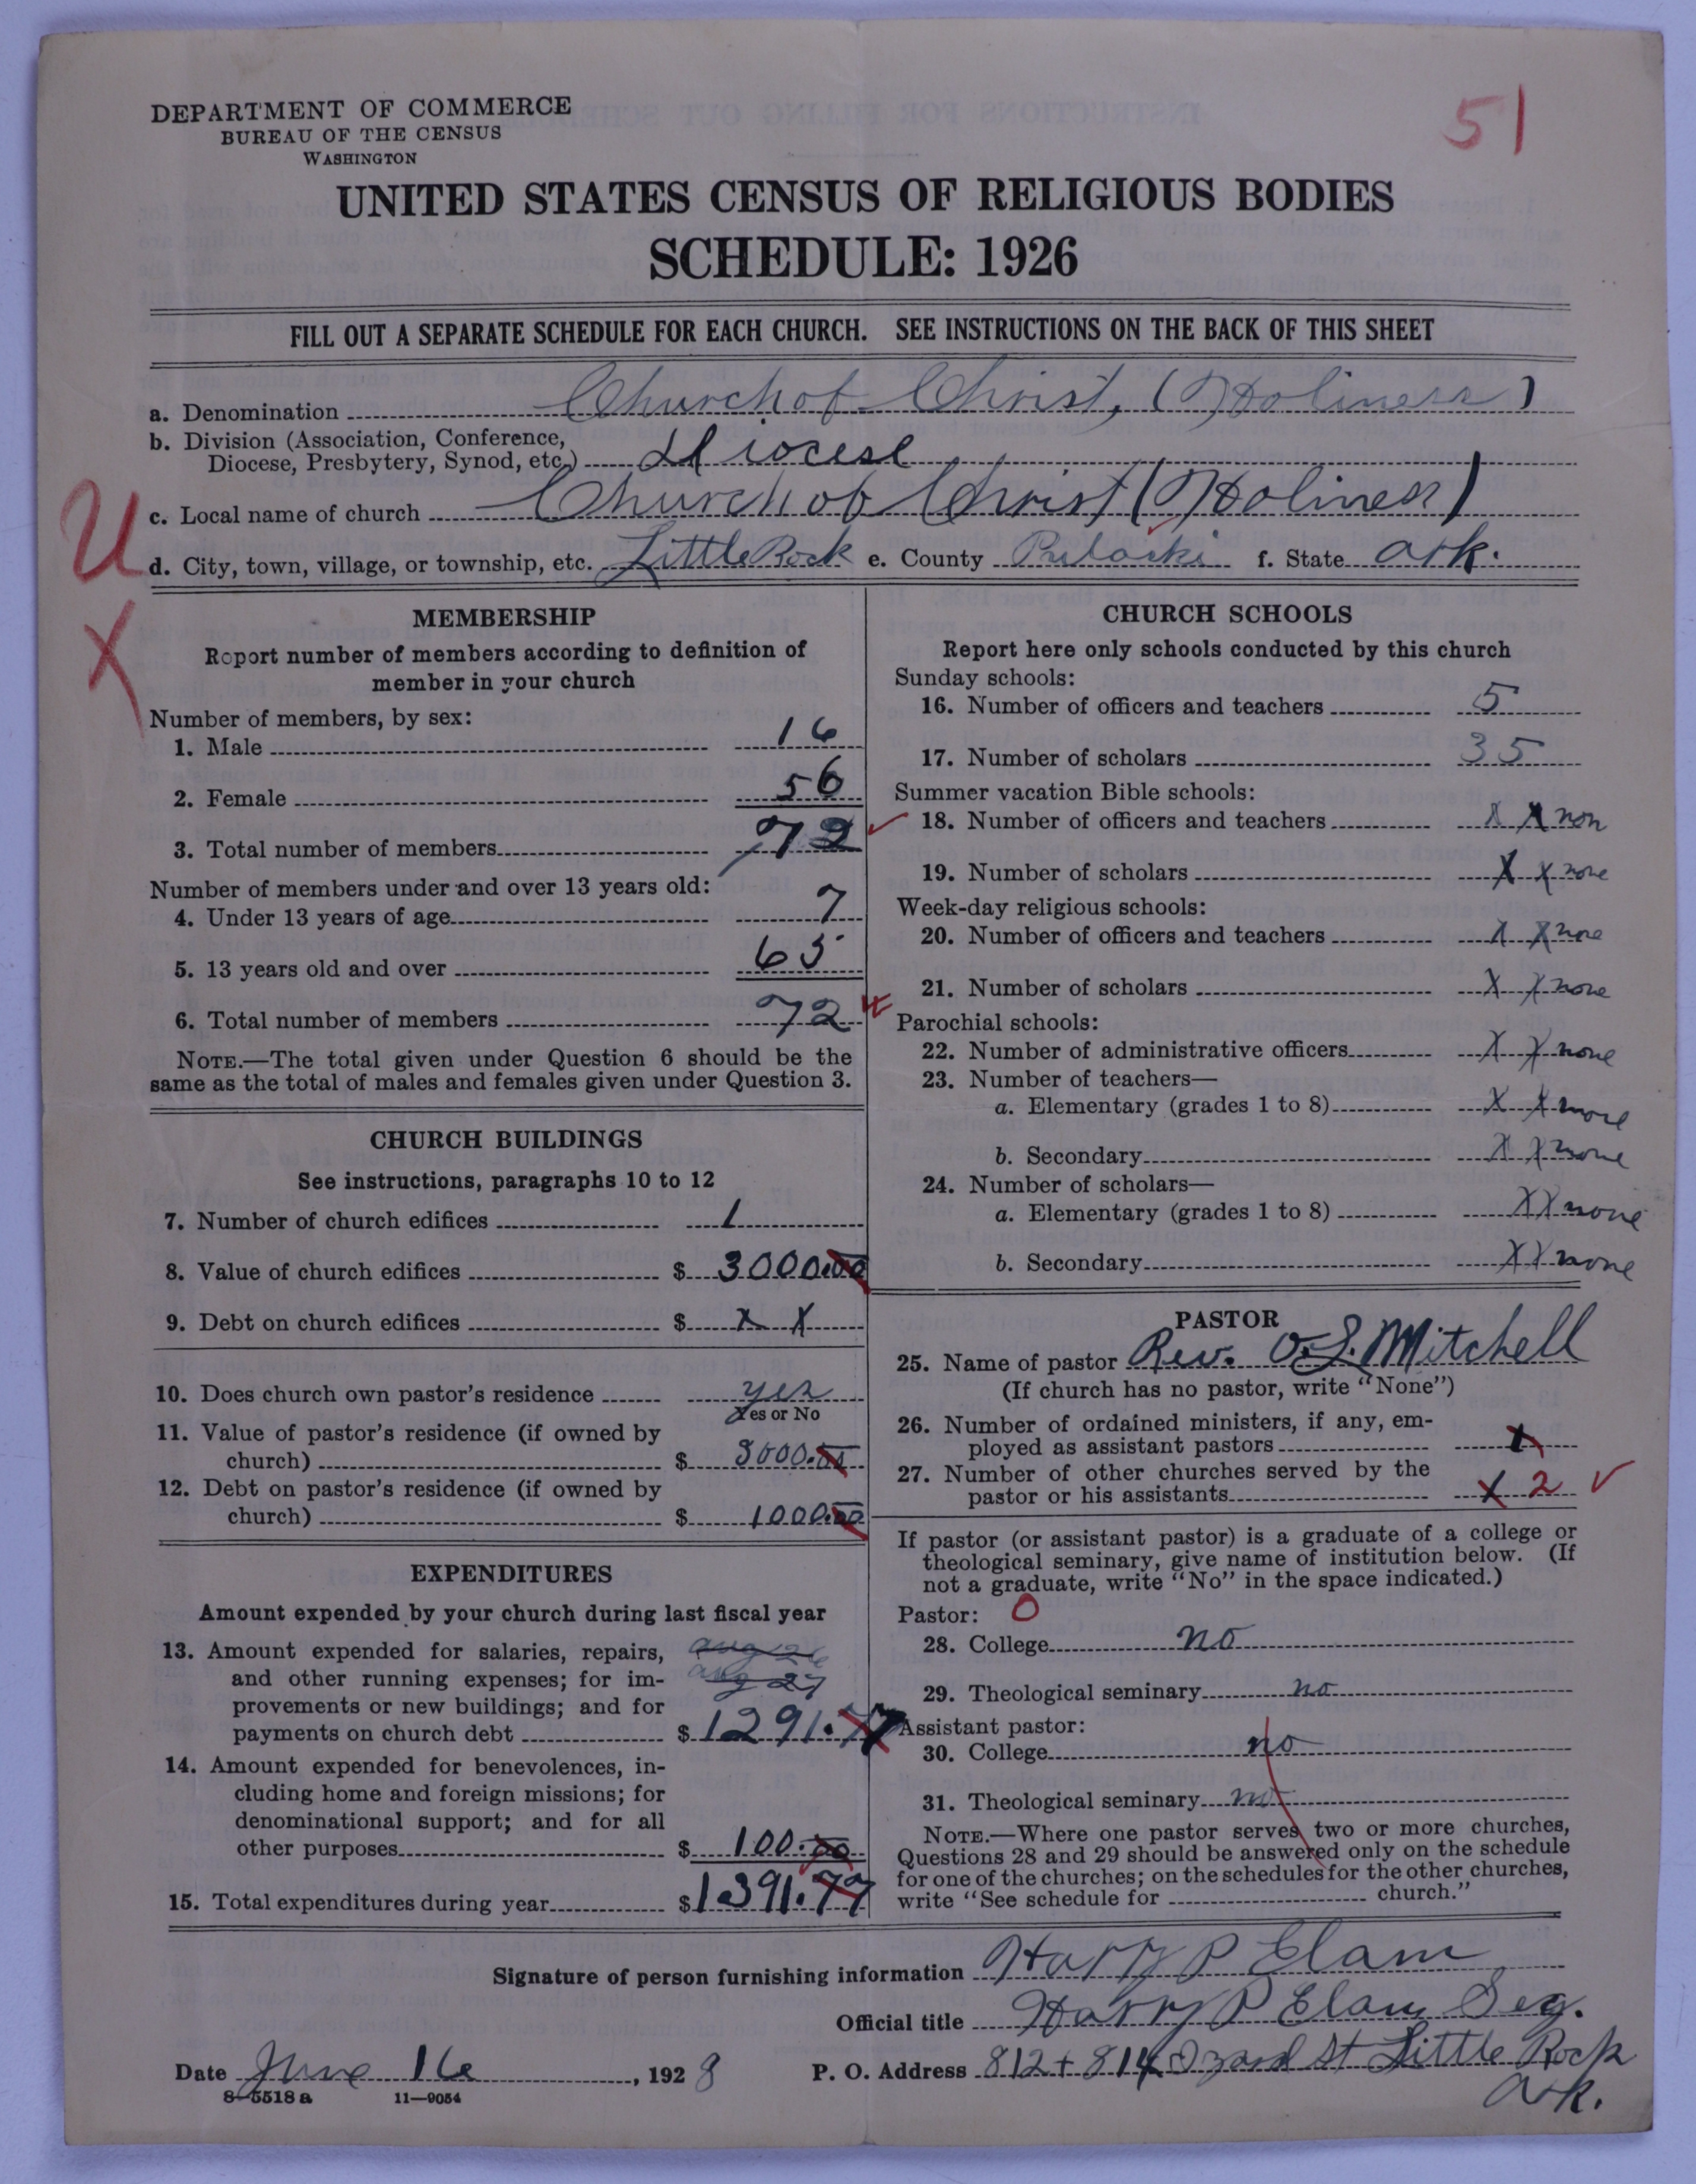 51
DEPARTMENT OF COMMERCE
BUREAU OF THE CENSUS
WASHINGTON
UNITED STATES CENSUS OF RELIGIOUS BODIES
SCHEDULE: 1926
FILL OUT A SEPARATE SCHEDULE FOR EACH CHURCH. SEE INSTRUCTIONS ON THE BACK OF THIS SHEET
a. Denomination Church of Christ, (Holiness)
b. Division (Association, Conference,
Diocese, Presbytery, Synod, etc.) Diocese
c. Local name of church Church of Christ (Holiness)
d. City, town, village, or township, etc. Little Rock e. County Pulaski f. State Ark.
U
X
MEMBERSHIP
Report number of members according to definition of
member in your church
Number of members, by sex:
1. Male 16
2. Female 56
3. Total number of members 72
Number of members under and over 13 years old:
4. Under 13 years of age 7
5. 13 years old and over 65
6. Total number of members 72
NOTE.—The total given under Question 6 should be the
same as the total of males and females given under Question 3.
CHURCH BUILDINGS
See instructions, paragraphs 10 to 12
7. Number of church edifices 1
8. Value of church edifices $ 3000.00
9. Debt on church edifices $ x x
10. Does church own pastor's residence yes
Yes or No
11. Value of pastor's residence (if owned by
church) $ 3000.00
12. Debt on pastor's residence (if owned by
church) $ 1000.00
EXPENDITURES
Amount expended by your church during last fiscal year
13. Amount expended for salaries, repairs, aug 26
and other running expenses; for im- aug 27
provements or new buildings; and for
payments on church debt $ 1291.77
14. Amount expended for benevolences, in-
cluding home and foreign missions; for
denominational support; and for all
other purposes $ 100.00
15. Total expenditures during year $ 1391.77
CHURCH SCHOOLS
Report here only schools conducted by this church
Sunday schools:
16. Number of officers and teachers 5
17. Number of scholars 35
Summer vacation Bible schools:
18. Number of officers and teachers x x non
19. Number of scholars x x none
Week-day religious schools:
20. Number of officers and teachers x x none
21. Number of scholars x x none
Parochial schools:
22. Number of administrative officers x x none
23. Number of teachers—
a. Elementary (grades 1 to 8) x x none
b. Secondary x x none
24. Number of scholars—
a. Elementary (grades 1 to 8) x x none
b. Secondary x x none
PASTOR
25. Name of pastor Rev. O. S. Mitchell
(If church has no pastor, write "None")
26. Number of ordained ministers, if any, em-
ployed as assistant pastors x
27. Number of other churches served by the
pastor or his assistants x 2
If pastor (or assistant pastor) is a graduate of a college or
theological seminary, give name of institution below. (If
not a graduate, write "No" in the space indicated.)
Pastor: 0
28. College no
29. Theological seminary no
Assistant pastor:
30. College no
31. Theological seminary no
NOTE.—Where one pastor serves two or more churches,
Questions 28 and 29 should be answered only on the schedule
for one of the churches; on the schedules for the other churches,
write "See schedule for church."
Signature of person furnishing information Harry P Elam
Official title Harry P Elam Seg.
Date June 16, 1928 P. O. Address 812 + 814 Izard St Little Rock
Ark.
8-5518 a 11—9054